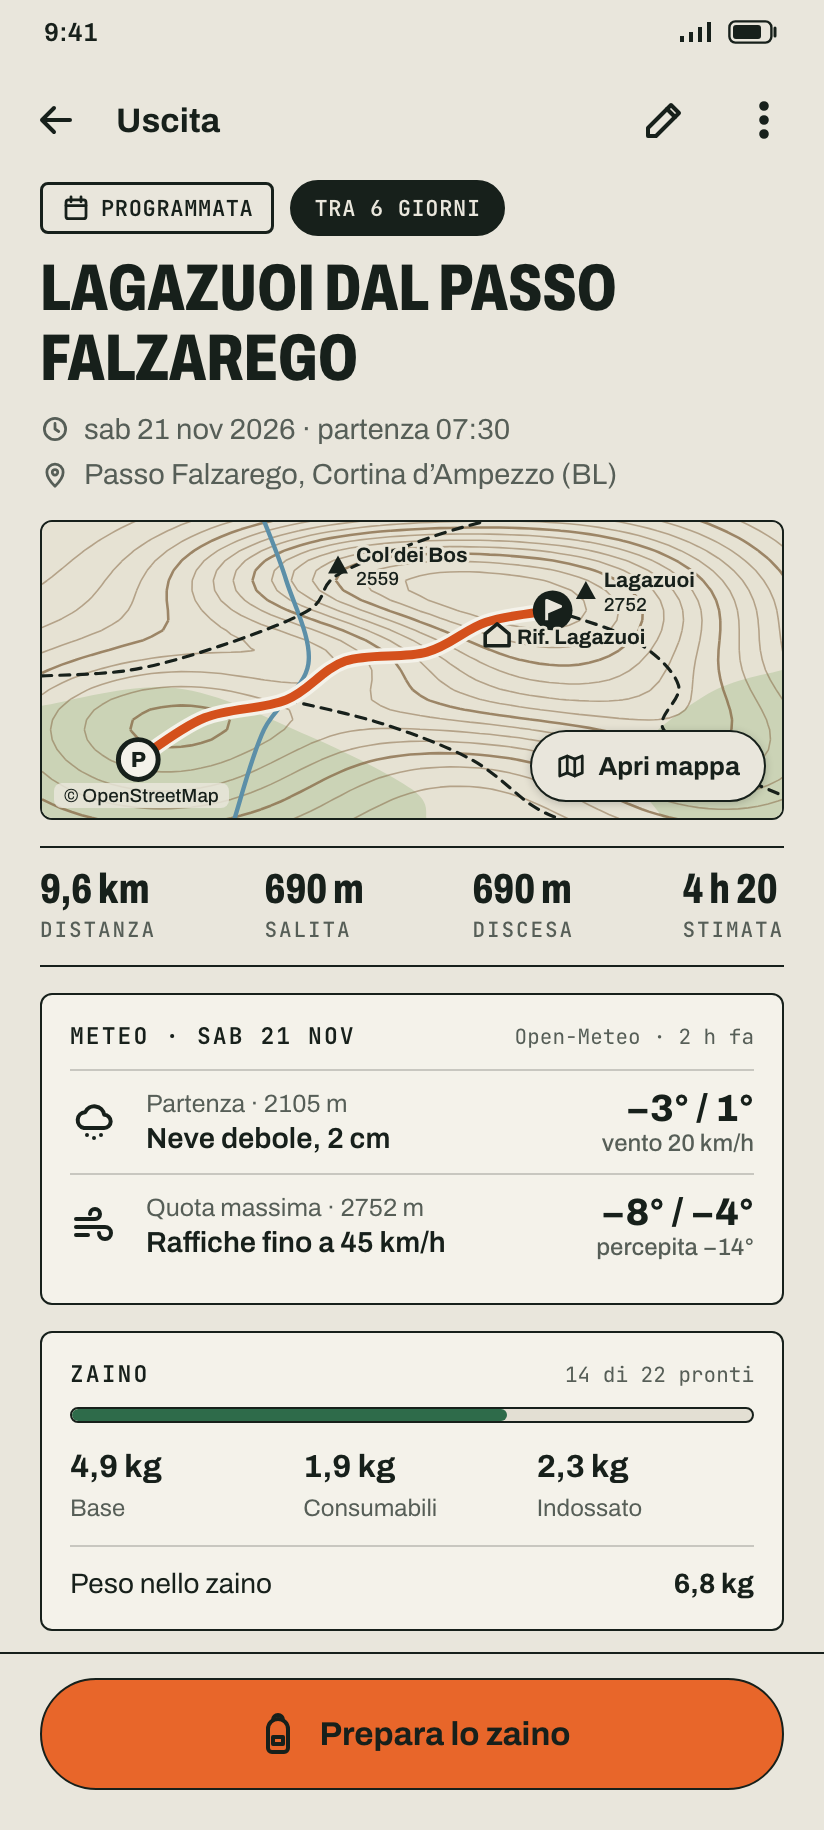 9:41
Uscita
PROGRAMMATA
TRA 6 GIORNI
LAGAZUOI DAL PASSO
FALZAREGO
sab 21 nov 2026 · partenza 07:30
Passo Falzarego, Cortina d’Ampezzo (BL)
Col dei Bos
2559
Lagazuoi
2752
Rif. Lagazuoi
P
Apri mappa
© OpenStreetMap
9,6 km
DISTANZA
690 m
SALITA
690 m
DISCESA
4 h 20
STIMATA
METEO · SAB 21 NOV
Open-Meteo · 2 h fa
Partenza · 2105 m
Neve debole, 2 cm
−3° / 1°
vento 20 km/h
Quota massima · 2752 m
Raffiche fino a 45 km/h
−8° / −4°
percepita −14°
ZAINO
14 di 22 pronti
4,9 kg
Base
1,9 kg
Consumabili
2,3 kg
Indossato
Peso nello zaino
6,8 kg
Prepara lo zaino